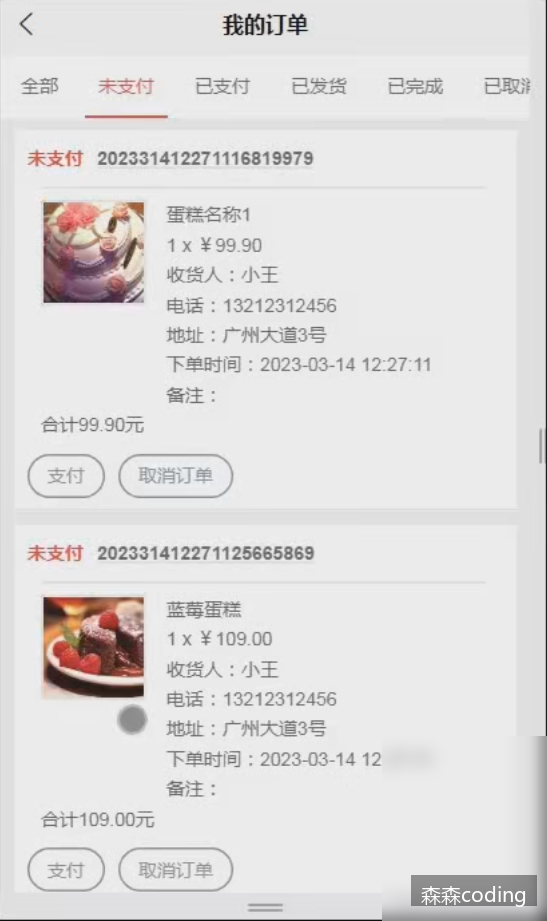 我的订单
全部 未支付 已支付 已发货 已完成 已取消
未支付 2023314122711116819979
蛋糕名称1
1 x ￥99.90
收货人：小王
电话：13212312456
地址：广州大道3号
下单时间：2023-03-14 12:27:11
备注：
合计99.90元
支付 取消订单
未支付 202331412271125665869
蓝莓蛋糕
1 x ￥109.00
收货人：小王
电话：13212312456
地址：广州大道3号
下单时间：2023-03-14 12
备注：
合计109.00元
支付 取消订单
森森coding